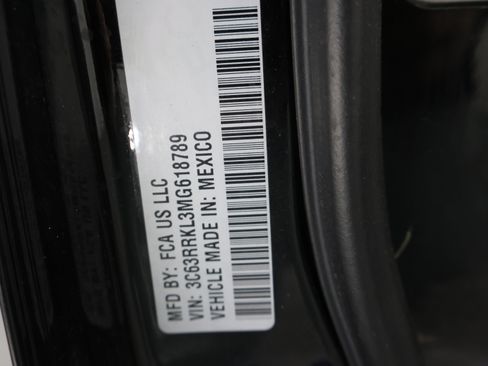 MFD BY: FCA US LLC
VIN: 3C63RRKL3MG618789
VEHICLE MADE IN: MEXICO